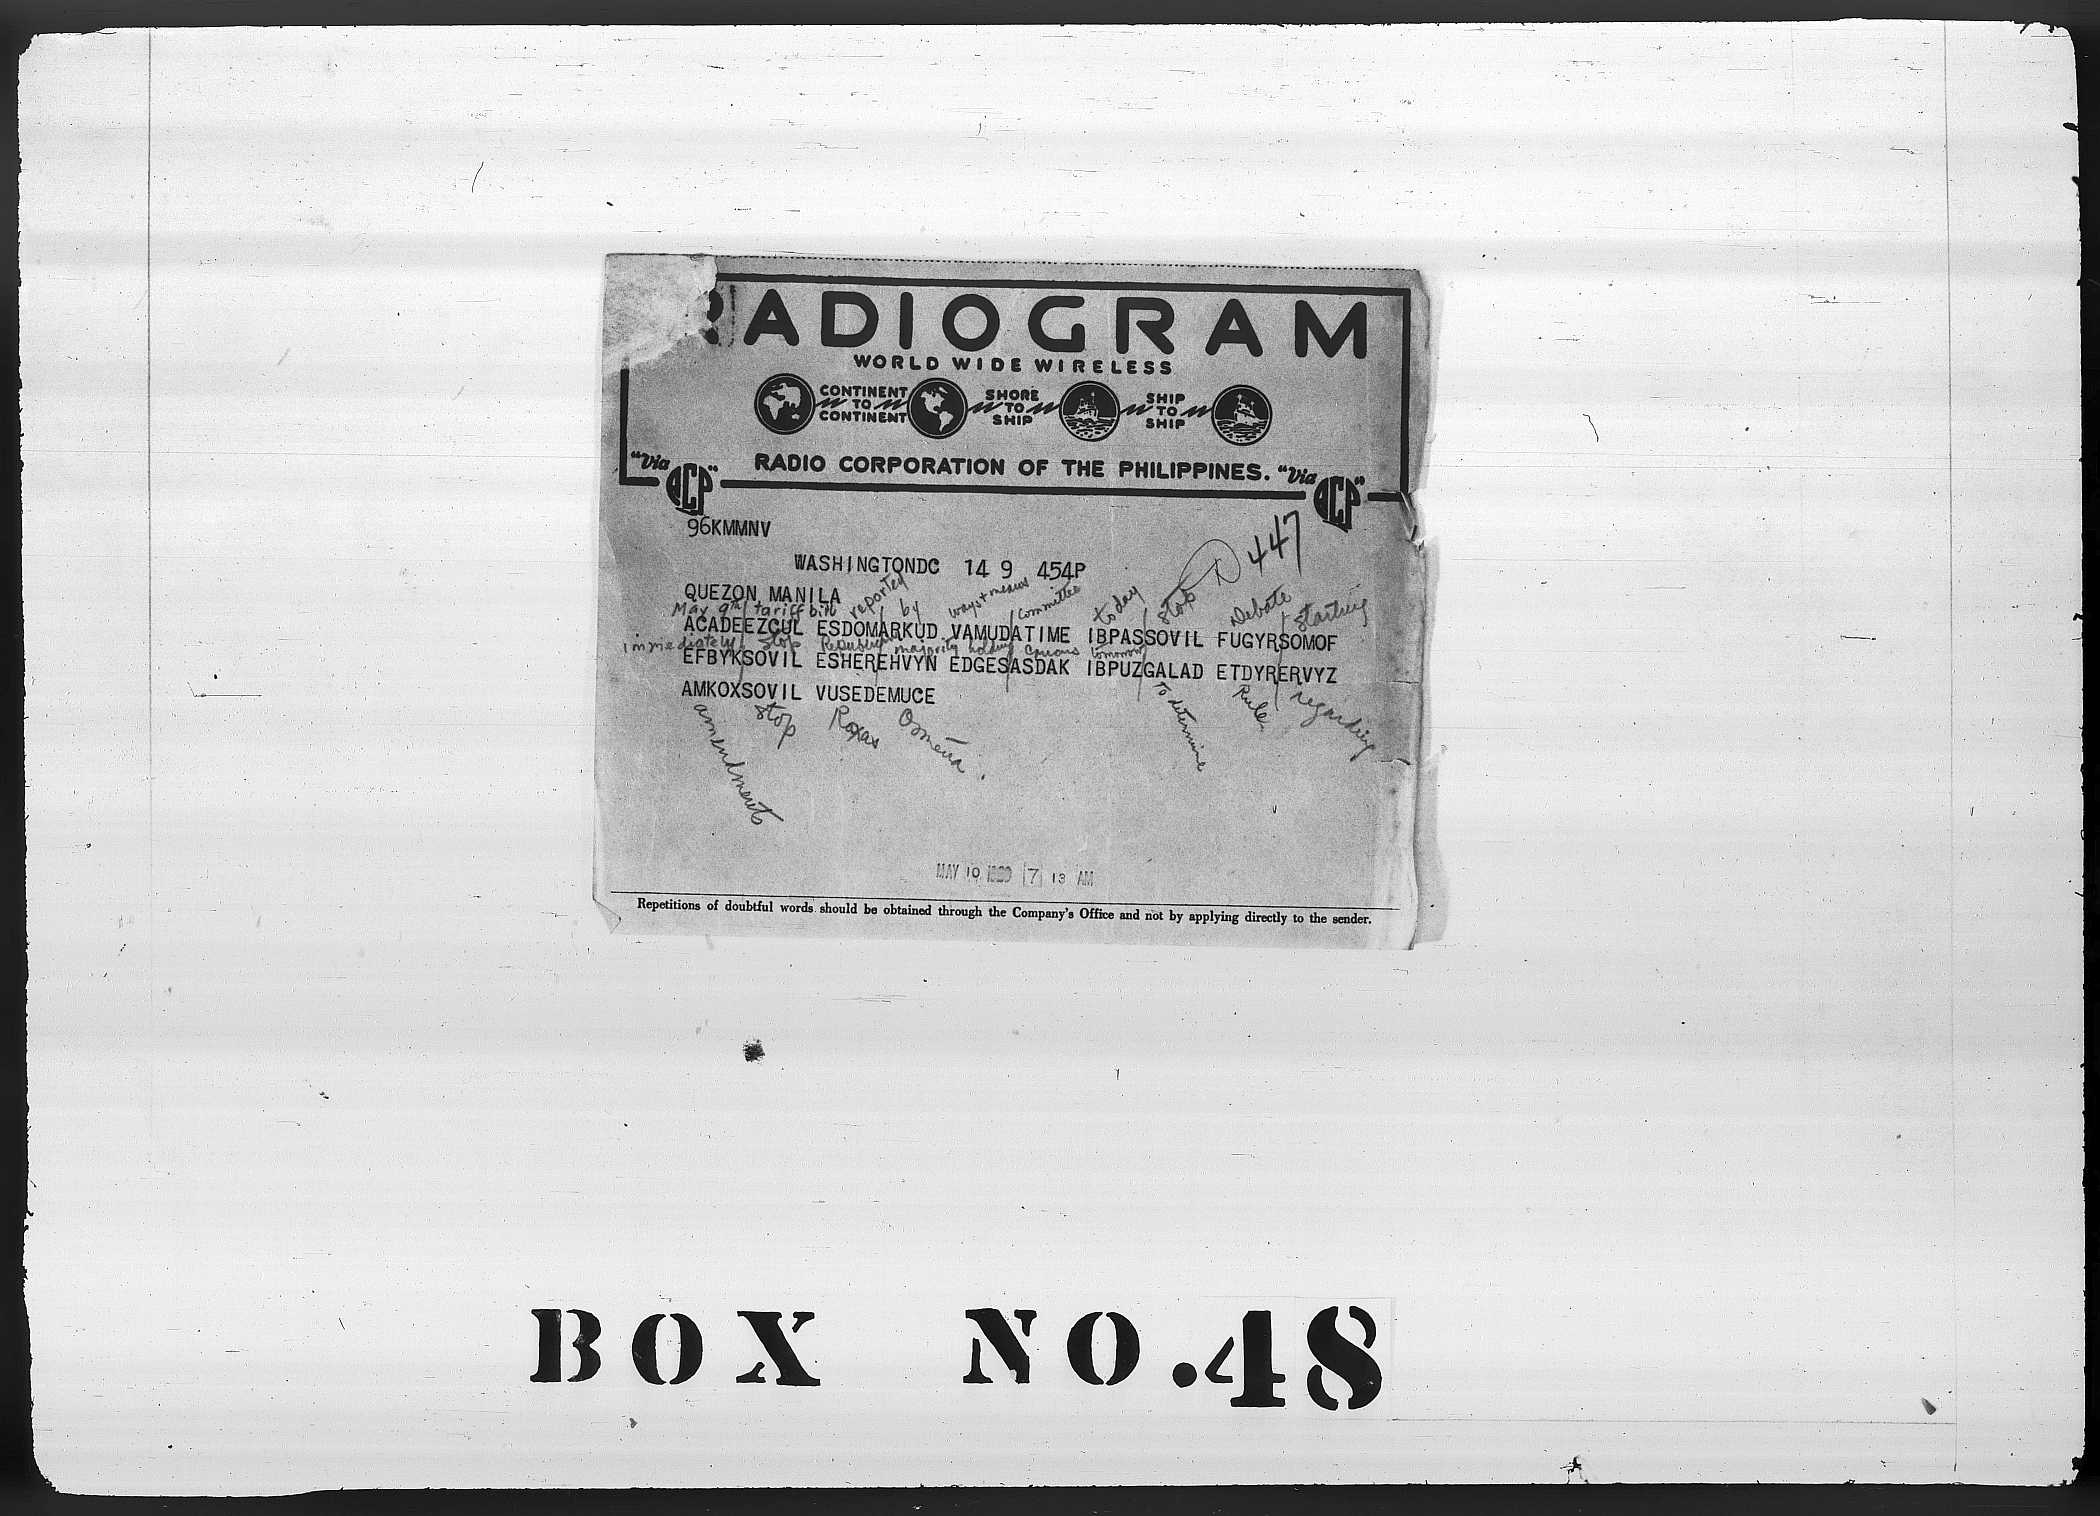 RADIOGRAM
WORLD WIDE WIRELESS
CONTINENT TO CONTINENT SHORE TO SHIP SHIP TO SHIP
"Via RCP" RADIO CORPORATION OF THE PHILIPPINES. "Via RCP"
96KMMNV
447
WASHINGTONDC 14 9 454P
QUEZON MANILA
May 9th / tariff bill reported / by ways + means / committee today / stop Debate / starting
ACADEEZCUL ESDOMARKUD VAMUDATIME IBPASSOVIL FUGYRSOMOF
immediately / stop Republican majority holding caucus tomorrow
EFBYKSOVIL ESHEREHVYN EDGESASDAK IBPUZGALAD ETDYRERVYZ
to determine Rule regarding
AMKOXSOVIL VUSEDEMUCE
amendments stop Roxas Osmeña.
MAY 10 1929 7 13 AM
Repetitions of doubtful words should be obtained through the Company's Office and not by applying directly to the sender.
BOX NO.48